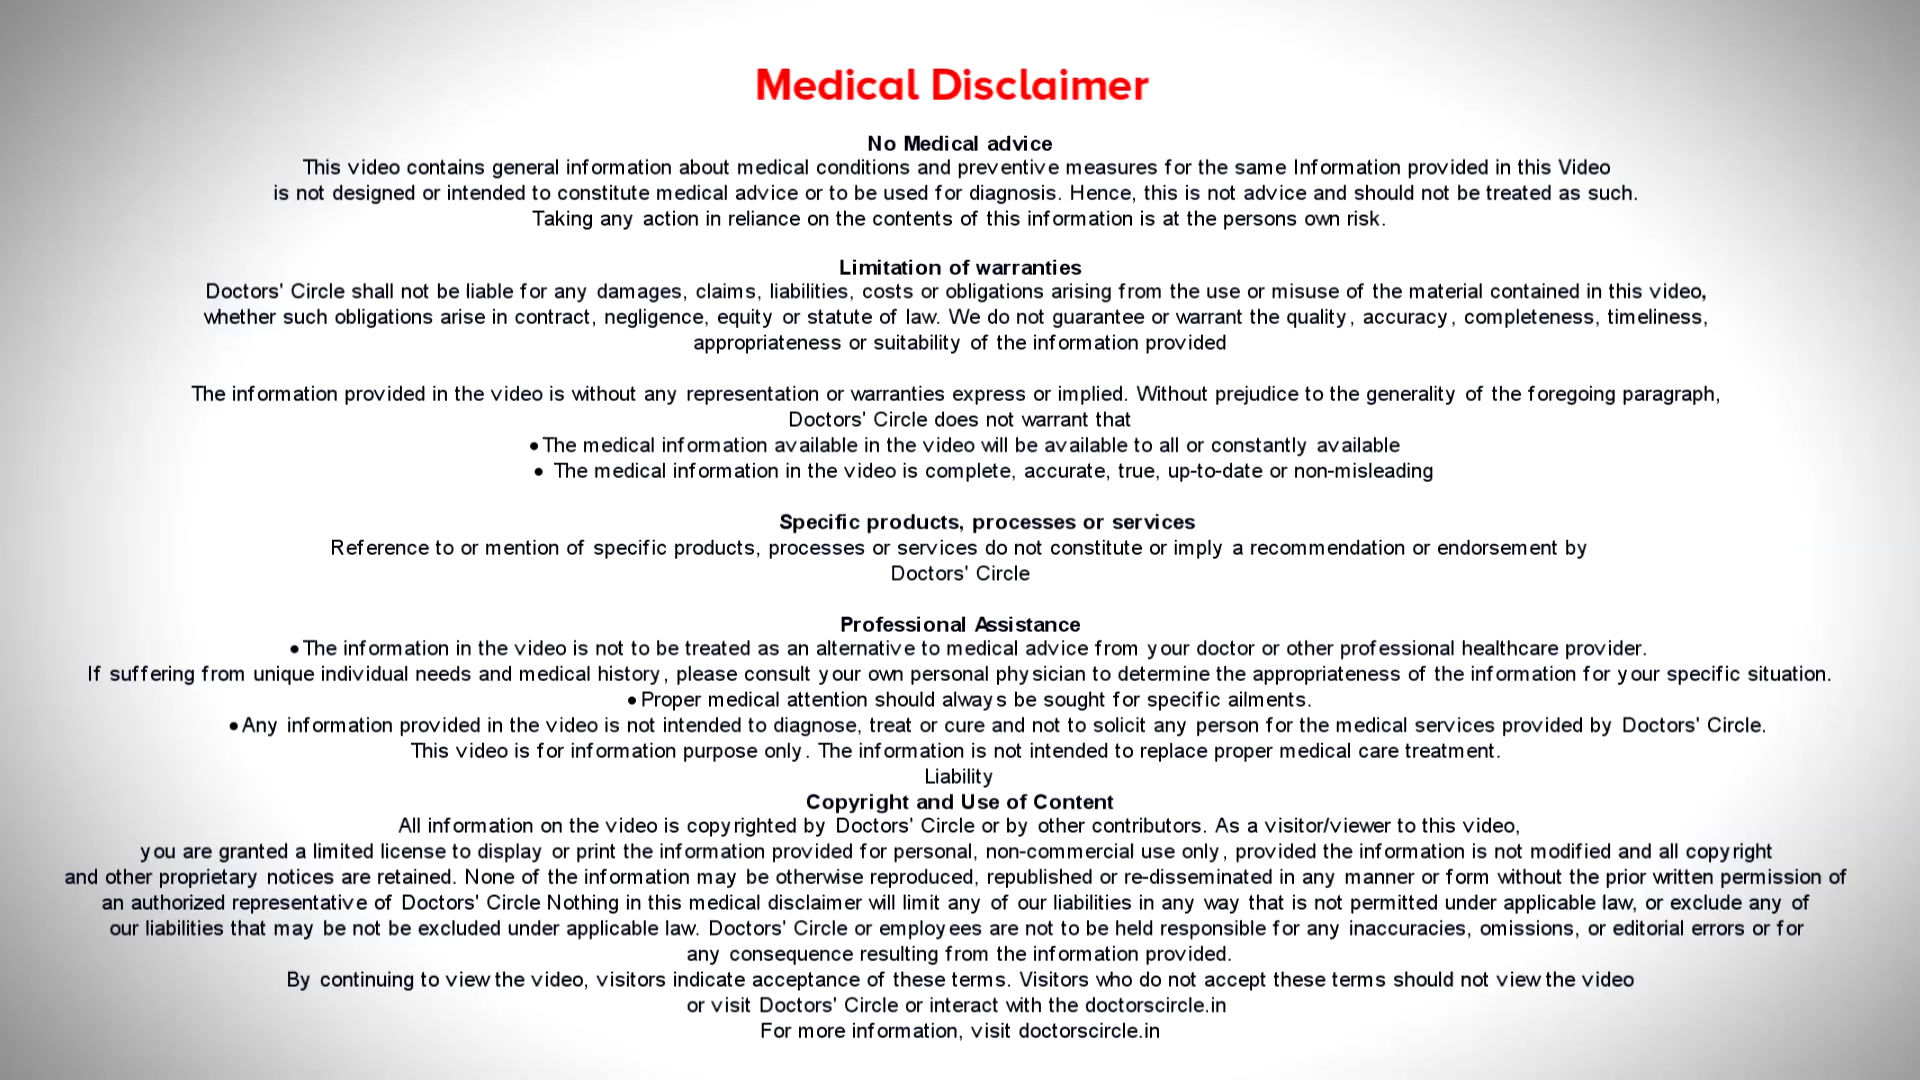 Medical Disclaimer
No Medical advice
This video contains general information about medical conditions and preventive measures for the same Information provided in this Video
is not designed or intended to constitute medical advice or to be used for diagnosis. Hence, this is not advice and should not be treated as such.
Taking any action in reliance on the contents of this information is at the persons own risk.
Limitation of warranties
Doctors' Circle shall not be liable for any damages, claims, liabilities, costs or obligations arising from the use or misuse of the material contained in this video,
whether such obligations arise in contract, negligence, equity or statute of law. We do not guarantee or warrant the quality, accuracy, completeness, timeliness,
appropriateness or suitability of the information provided
The information provided in the video is without any representation or warranties express or implied. Without prejudice to the generality of the foregoing paragraph,
Doctors' Circle does not warrant that
• The medical information available in the video will be available to all or constantly available
• The medical information in the video is complete, accurate, true, up-to-date or non-misleading
Specific products, processes or services
Reference to or mention of specific products, processes or services do not constitute or imply a recommendation or endorsement by
Doctors' Circle
Professional Assistance
• The information in the video is not to be treated as an alternative to medical advice from your doctor or other professional healthcare provider.
If suffering from unique individual needs and medical history, please consult your own personal physician to determine the appropriateness of the information for your specific situation.
• Proper medical attention should always be sought for specific ailments.
• Any information provided in the video is not intended to diagnose, treat or cure and not to solicit any person for the medical services provided by Doctors' Circle.
This video is for information purpose only. The information is not intended to replace proper medical care treatment.
Liability
Copyright and Use of Content
All information on the video is copyrighted by Doctors' Circle or by other contributors. As a visitor/viewer to this video,
you are granted a limited license to display or print the information provided for personal, non-commercial use only, provided the information is not modified and all copyright
and other proprietary notices are retained. None of the information may be otherwise reproduced, republished or re-disseminated in any manner or form without the prior written permission of
an authorized representative of Doctors' Circle Nothing in this medical disclaimer will limit any of our liabilities in any way that is not permitted under applicable law, or exclude any of
our liabilities that may be not be excluded under applicable law. Doctors' Circle or employees are not to be held responsible for any inaccuracies, omissions, or editorial errors or for
any consequence resulting from the information provided.
By continuing to view the video, visitors indicate acceptance of these terms. Visitors who do not accept these terms should not view the video
or visit Doctors' Circle or interact with the doctorscircle.in
For more information, visit doctorscircle.in